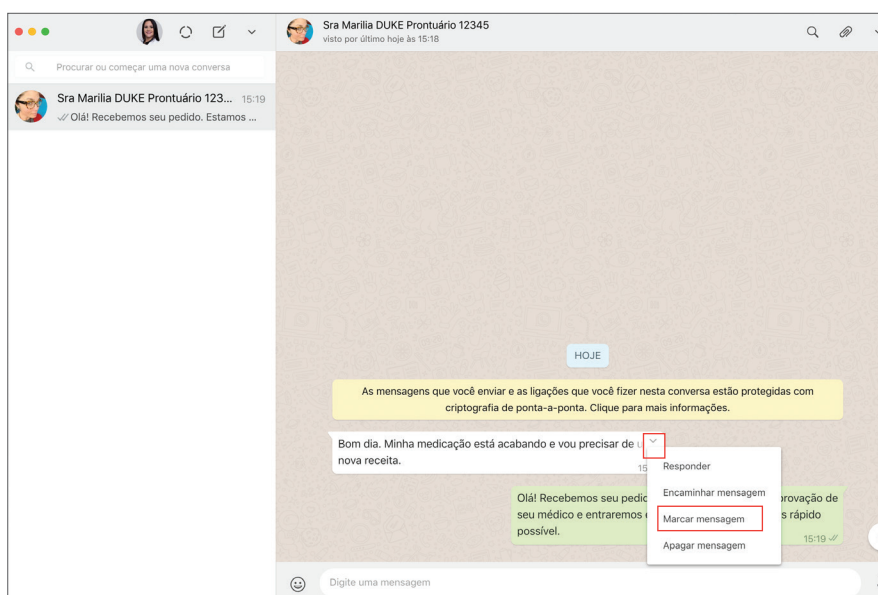 Sra Marilia DUKE Prontuário 12345
visto por último hoje às 15:18
Procurar ou começar uma nova conversa
Sra Marilia DUKE Prontuário 123... 15:19
Olá! Recebemos seu pedido. Estamos ...
HOJE
As mensagens que você enviar e as ligações que você fizer nesta conversa estão protegidas com
criptografia de ponta-a-ponta. Clique para mais informações.
Bom dia. Minha medicação está acabando e vou precisar de
nova receita.
Responder
Encaminhar mensagem
Marcar mensagem
Apagar mensagem
Olá! Recebemos seu
seu médico e entraremos
rápido
possível.
15:19
Digite uma mensagem